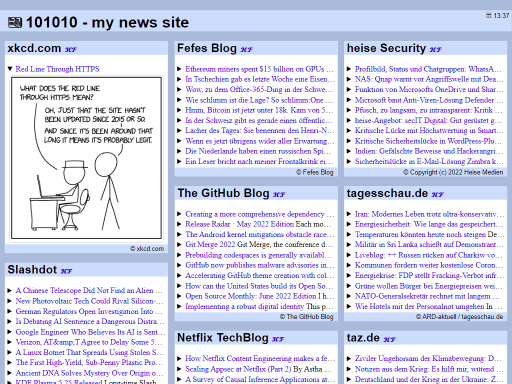 101010 - my news site
13:37
xkcd.com
Red Line Through HTTPS
WHAT DOES THE RED
LINE THROUGH HTTPS MEAN?
OH, JUST THAT THE SITE HASN'T
BEEN UPDATED SINCE 2015 OR SO.
AND SINCE IT'S BEEN AROUND THAT
LONG IT MEANS IT'S PROBABLY LEGIT.
© xkcd.com
Slashdot
A Chinese Telescope Did Not Find an Alien ...
New Photovoltaic Tech Could Rival Silicon-...
German Regulators Open Investigation Into ...
Is Debating AI Sentience a Dangerous Distra...
Google Engineer Who Believes Its AI is Sent...
Verizon, AT&amp;T Agree to Delay Some 5...
A Linux Botnet That Spreads Using Stolen S...
The First High-Yield, Sub-Penny Plastic Proc...
Ancient DNA Solves Mystery Over Origin o...
KDE Plasma 5.25 Released Long-time Slash...
Fefes Blog
Ethereum miners spent $15 billion on GPUs ...
In Tschechien gab es letzte Woche eine Eisen...
Wow, zu dem Office-365-Ding in der Schwe...
Wie schlimm ist die Lage? So schlimm:One ...
Hmm, Bitcoin ist jetzt unter 18k. Kam von 5...
In der Schweiz gibt es gerade einen öffentlic...
Lacher des Tages: Sie benennen den Henri-N...
Wenn es jetzt übrigens wider aller Erwartung...
Die Niederlande haben einen russischen Spi...
Ein Leser bricht nach meiner Frontalkritik ei...
© Fefes Blog
The GitHub Blog
Creating a more comprehensive dependency ...
Release Radar · May 2022 Edition Each mo...
The Android kernel mitigations obstacle race...
Git Merge 2022 Git Merge, the conference d...
Prebuilding codespaces is generally availabl...
GitHub now publishes malware advisories in...
Accelerating GitHub theme creation with col...
How can the United States build its Open So...
Open Source Monthly: June 2022 Edition I h...
Implementing a robust digital identity This p...
© The GitHub Blog
Netflix TechBlog
How Netflix Content Engineering makes a fe...
Scaling Appsec at Netflix (Part 2) By Astha ...
A Survey of Causal Inference Applications at...
heise Security
Profilbild, Status und Chatgruppen: WhatsA...
NAS: Qnap warnt vor Angriffswelle mit Dea...
Funktion von Microsofts OneDrive und Shar...
Microsoft baut Anti-Viren-Lösung Defender ...
Pfusch, zu langsam, zu intransparent: Kritik ...
heise-Angebot: secIT Digital: Gut gerüstet g...
Kritische Lücke mit Höchstwertung in Smart...
Kritische Sicherheitslücke in WordPress-Plu...
Indien: Gefälschte Beweise und Hackerangri...
Sicherheitslücke in E-Mail-Lösung Zimbra k...
© Copyright (c) 2022 Heise Medien
tagesschau.de
Iran: Modernes Leben trotz ultra-konservativ...
Energiesicherheit: Wie lange das gespeichert...
Temperaturen könnten heute noch steigen De...
Militär in Sri Lanka schießt auf Demonstrant...
Liveblog: ++ Russen rücken auf Charkiw vo...
Kommunen fordern weiter kostenlose Coron...
Energiekrise: FDP stellt Fracking-Verbot infr...
Grüne wollen Bürger bei Energiepreisen weit...
NATO-Generalsekretär rechnet mit langem ...
Wie Hotels mit der Personalnot umgehen In ...
© ARD-aktuell / tagesschau.de
taz.de
Ziviler Ungehorsam der Klimabewegung: D...
Notizen aus dem Krieg: Es hilft mir, wütend ...
Deutschland und der Krieg in der Ukraine: Z...